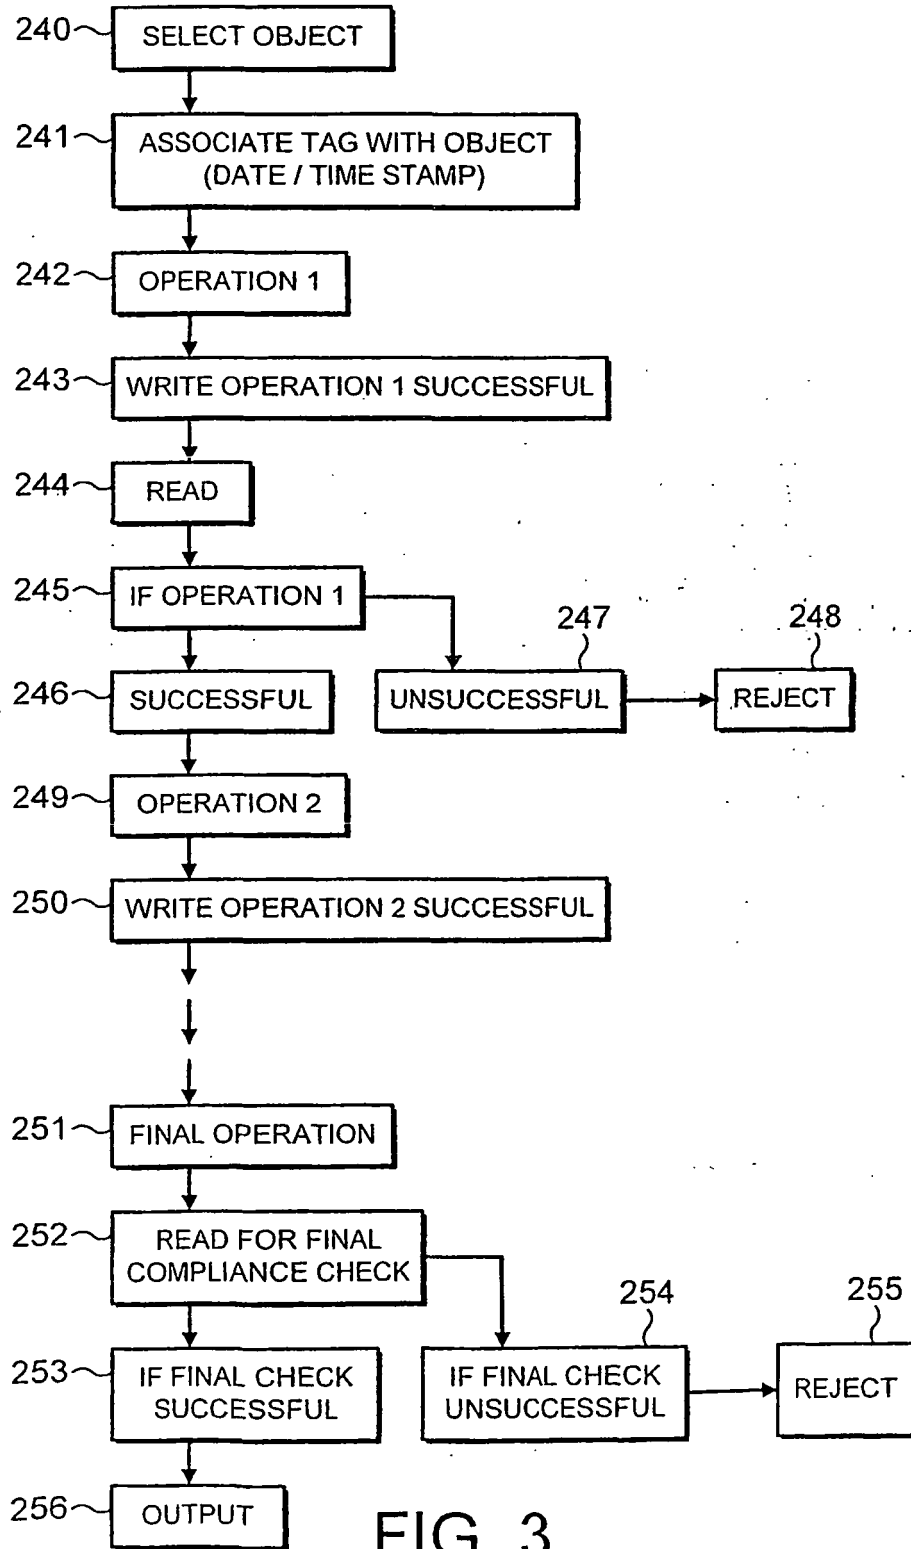 240
SELECT OBJECT
241
ASSOCIATE TAG WITH OBJECT
(DATE / TIME STAMP)
242
OPERATION 1
243
WRITE OPERATION 1 SUCCESSFUL
244
READ
245
IF OPERATION 1
247
248
246
SUCCESSFUL
UNSUCCESSFUL
REJECT
249
OPERATION 2
250
WRITE OPERATION 2 SUCCESSFUL
251
FINAL OPERATION
252
READ FOR FINAL
COMPLIANCE CHECK
254
255
253
IF FINAL CHECK
SUCCESSFUL
IF FINAL CHECK
UNSUCCESSFUL
REJECT
256
OUTPUT
FIG. 3